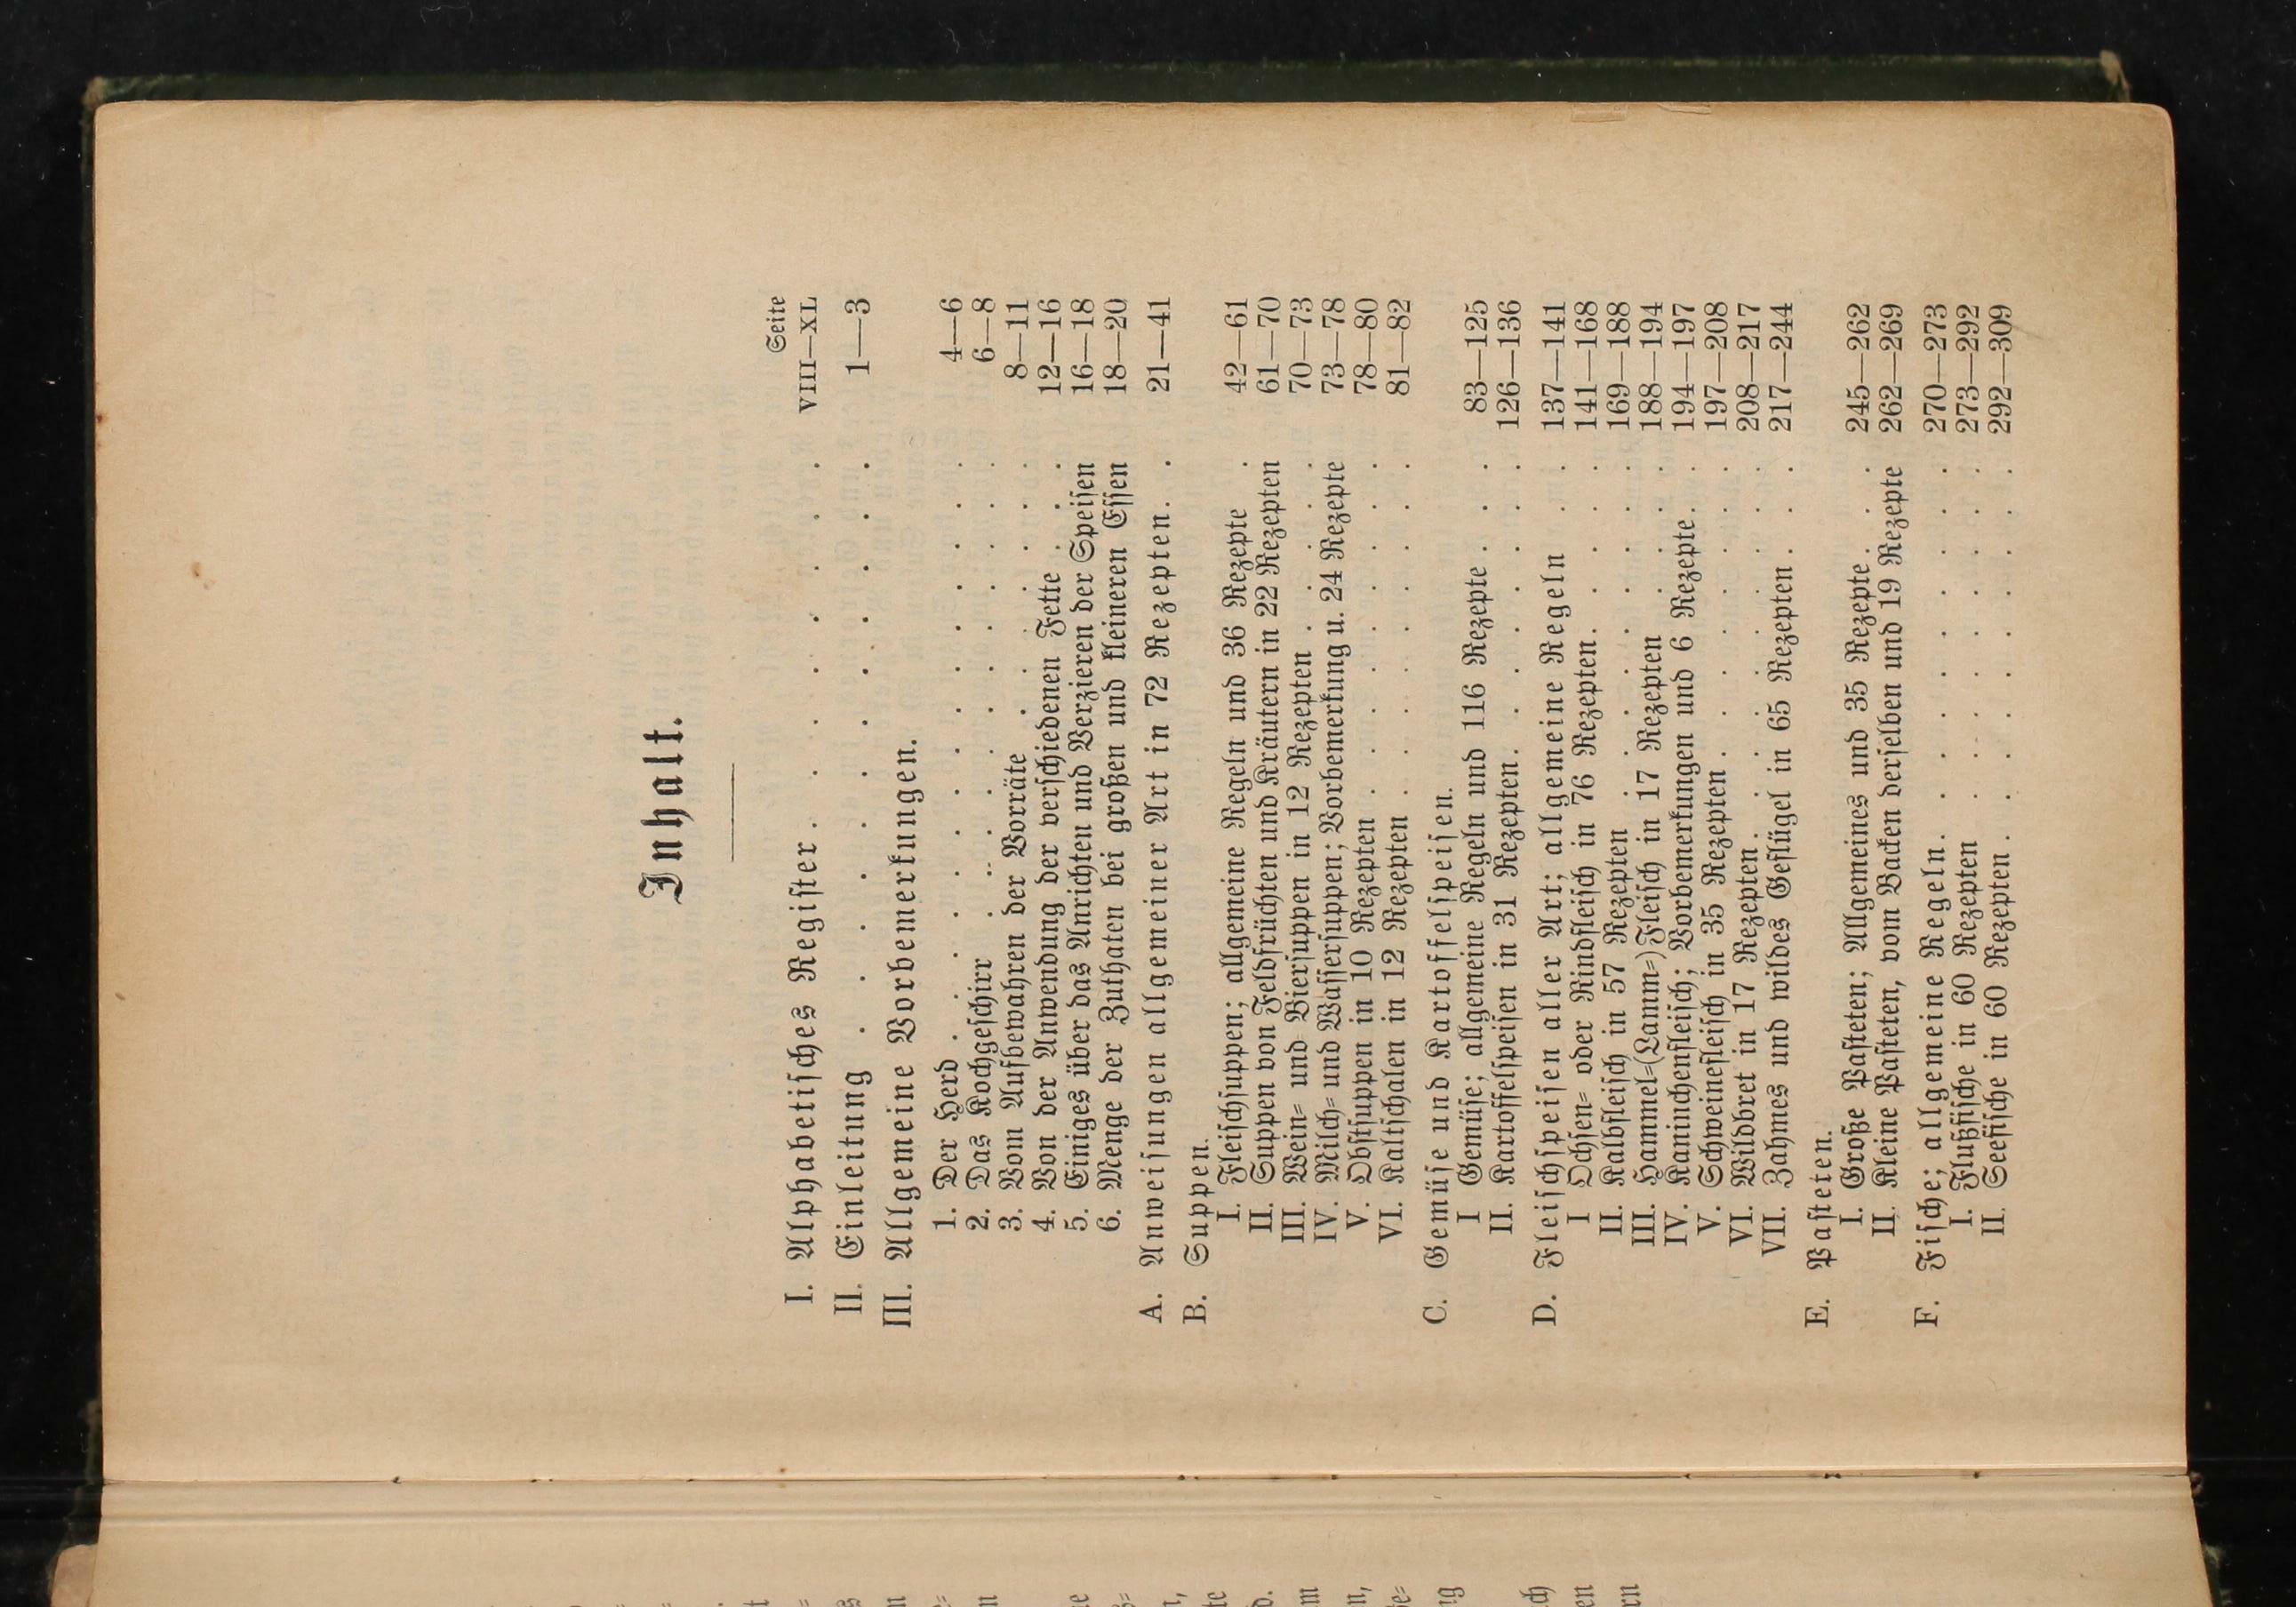 Inhalt.
Seite
I. Alphabetisches Register . . . . . . . . VIII—XL
II. Einleitung . . . . . . . . . . . . 1—3
III. Allgemeine Vorbemerkungen.
1. Der Herd . . . . . . . . . . . . 4—6
2. Das Kochgeschirr . . . . . . . . . . 6—8
3. Vom Aufbewahren der Vorräte . . . . . . . 8—11
4. Von der Anwendung der verschiedenen Fette . . . 12—16
5. Einiges über das Anrichten und Verzieren der Speisen 16—18
6. Menge der Zuthaten bei großen und kleineren Essen 18—20
A. Anweisungen allgemeiner Art in 72 Rezepten. . 21—41
B. Suppen.
I. Fleischsuppen; allgemeine Regeln und 36 Rezepte . . 42—61
II. Suppen von Feldfrüchten und Kräutern in 22 Rezepten 61—70
III. Wein= und Biersuppen in 12 Rezepten . . . . . 70—73
IV. Milch= und Wassersuppen; Vorbemerkung u. 24 Rezepte 73—78
V. Obstsuppen in 10 Rezepten . . . . . . . . . 78—80
VI. Kaltschalen in 12 Rezepten . . . . . . . . . 81—82
C. Gemüse und Kartoffelspeisen.
I Gemüse; allgemeine Regeln und 116 Rezepte . . . 83—125
II. Kartoffelspeisen in 31 Rezepten. . . . . . . . 126—136
D. Fleischspeisen aller Art; allgemeine Regeln . . 137—141
I Ochsen= oder Rindfleisch in 76 Rezepten. . . . . 141—168
II. Kalbfleisch in 57 Rezepten . . . . . . . . . 169—188
III. Hammel=(Lamm=)Fleisch in 17 Rezepten . . . . . 188—194
IV. Kaninchenfleisch; Vorbemerkungen und 6 Rezepte. . 194—197
V. Schweinefleisch in 35 Rezepten . . . . . . . . 197—208
VI. Wildbret in 17 Rezepten. . . . . . . . . . 208—217
VII. Zahmes und wildes Geflügel in 65 Rezepten . . . 217—244
E. Pasteten.
I. Große Pasteten; Allgemeines und 35 Rezepte . . . 245—262
II. Kleine Pasteten, vom Backen derselben und 19 Rezepte 262—269
F. Fische; allgemeine Regeln. . . . . . . . . . 270—273
I. Flußfische in 60 Rezepten . . . . . . . . . 273—292
II. Seefische in 60 Rezepten . . . . . . . . . . 292—309